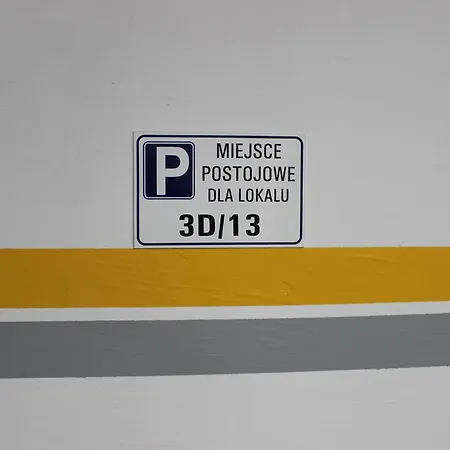 P
MIEJSCE
POSTOJOWE
DLA LOKALU
3D/13